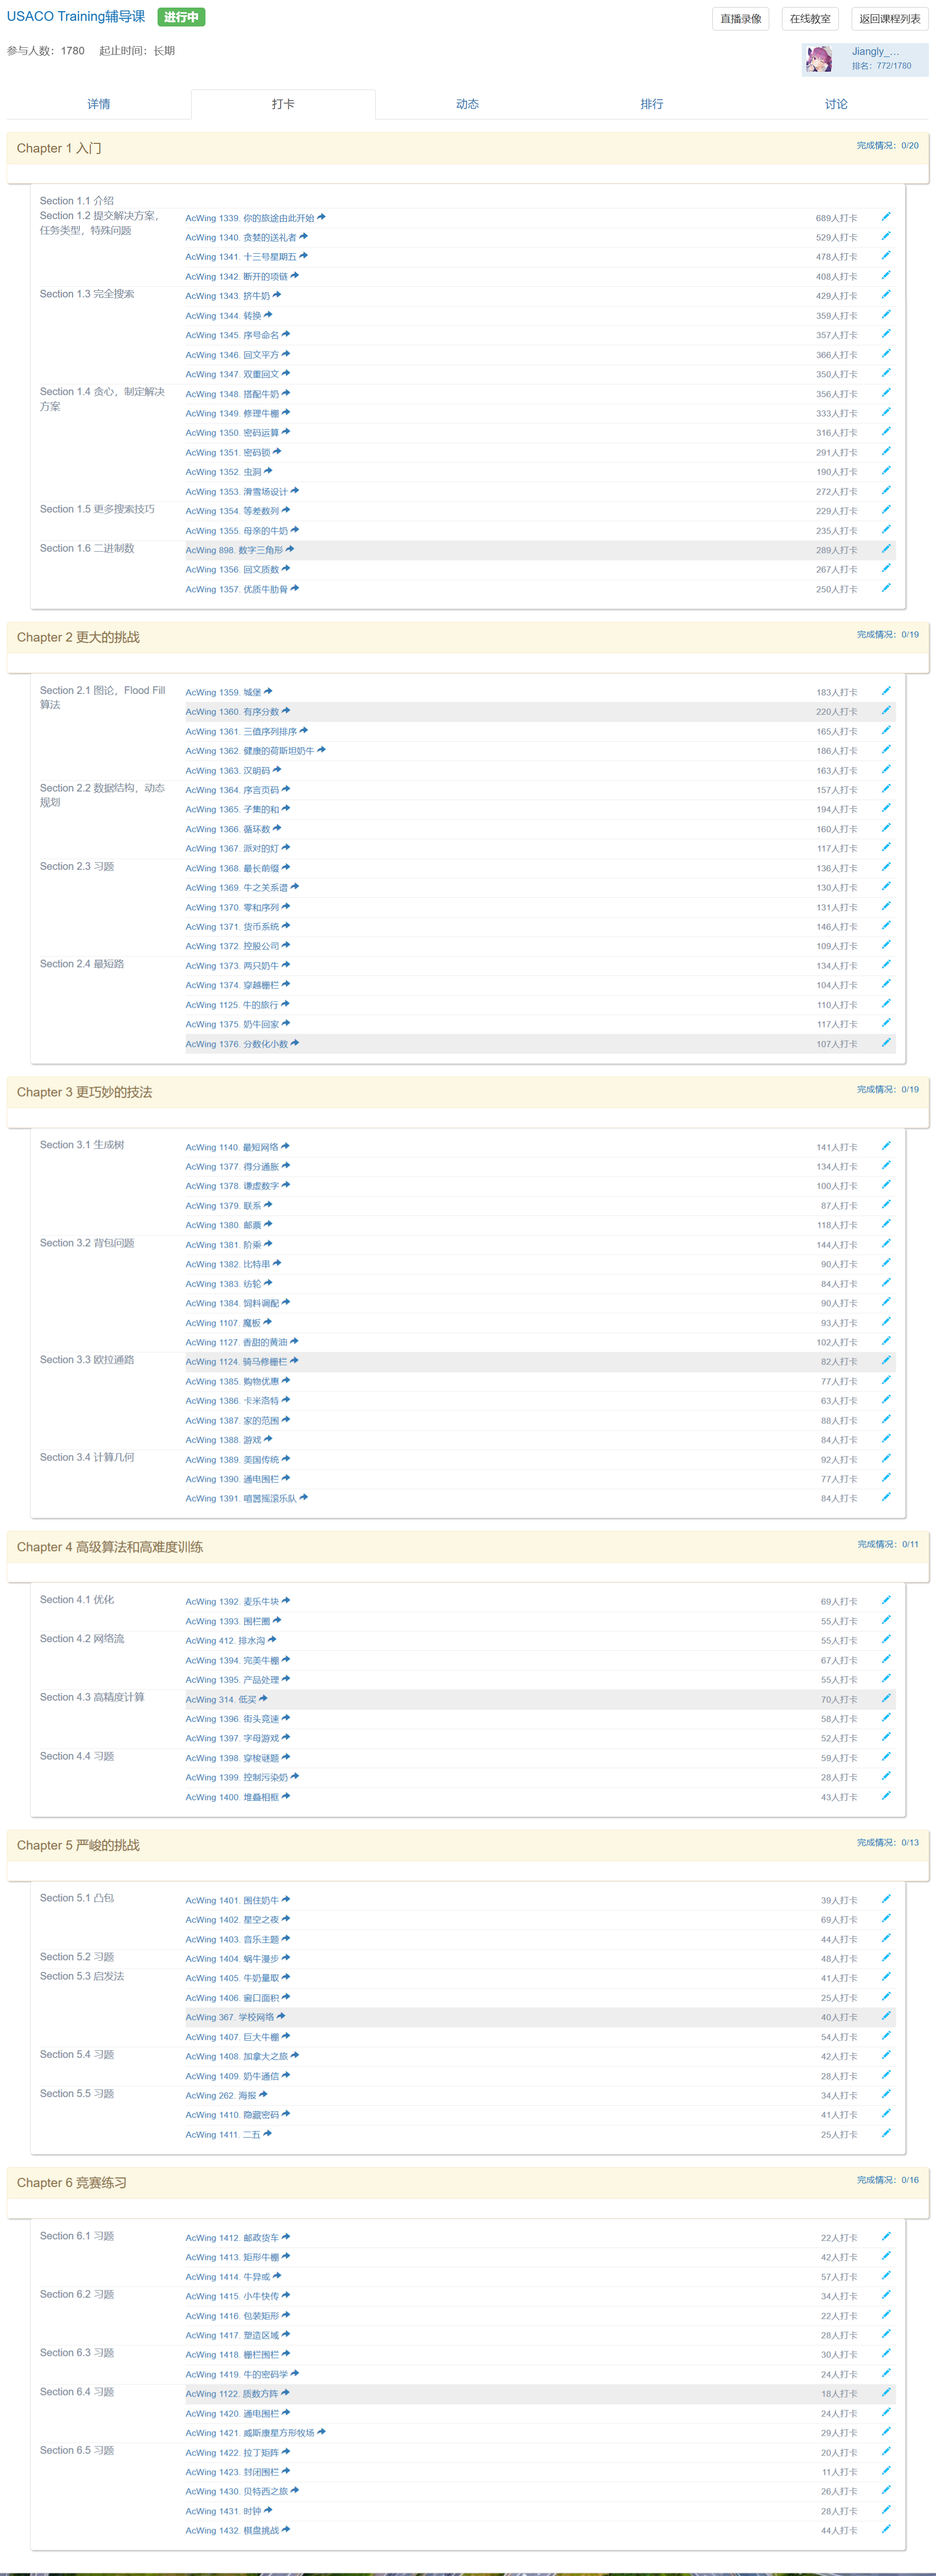 USACO Training辅导课 进行中 直播录像 在线教室 返回课程列表
参与人数：1780 起止时间：长期
Jiangly_...
排名：772/1780
详情 打卡 动态 排行 讨论
Chapter 1 入门 完成情况：0/20
Section 1.1 介绍
Section 1.2 提交解决方案，
任务类型，特殊问题
AcWing 1339. 你的旅途由此开始 689人打卡
AcWing 1340. 贪婪的送礼者 529人打卡
AcWing 1341. 十三号星期五 478人打卡
AcWing 1342. 断开的项链 408人打卡
Section 1.3 完全搜索
AcWing 1343. 挤牛奶 429人打卡
AcWing 1344. 转换 359人打卡
AcWing 1345. 序号命名 357人打卡
AcWing 1346. 回文平方 366人打卡
AcWing 1347. 双重回文 350人打卡
Section 1.4 贪心，制定解决
方案
AcWing 1348. 搭配牛奶 356人打卡
AcWing 1349. 修理牛棚 333人打卡
AcWing 1350. 密码运算 316人打卡
AcWing 1351. 密码锁 291人打卡
AcWing 1352. 虫洞 190人打卡
AcWing 1353. 滑雪场设计 272人打卡
Section 1.5 更多搜索技巧
AcWing 1354. 等差数列 229人打卡
AcWing 1355. 母亲的牛奶 235人打卡
Section 1.6 二进制数
AcWing 898. 数字三角形 289人打卡
AcWing 1356. 回文质数 267人打卡
AcWing 1357. 优质牛肋骨 250人打卡
Chapter 2 更大的挑战 完成情况：0/19
Section 2.1 图论，Flood Fill
算法
AcWing 1359. 城堡 183人打卡
AcWing 1360. 有序分数 220人打卡
AcWing 1361. 三值序列排序 165人打卡
AcWing 1362. 健康的荷斯坦奶牛 186人打卡
AcWing 1363. 汉明码 163人打卡
Section 2.2 数据结构，动态
规划
AcWing 1364. 序言页码 157人打卡
AcWing 1365. 子集的和 194人打卡
AcWing 1366. 循环数 160人打卡
AcWing 1367. 派对的灯 117人打卡
Section 2.3 习题
AcWing 1368. 最长前缀 136人打卡
AcWing 1369. 牛之关系谱 130人打卡
AcWing 1370. 零和序列 131人打卡
AcWing 1371. 货币系统 146人打卡
AcWing 1372. 控股公司 109人打卡
Section 2.4 最短路
AcWing 1373. 两只奶牛 134人打卡
AcWing 1374. 穿越栅栏 104人打卡
AcWing 1125. 牛的旅行 110人打卡
AcWing 1375. 奶牛回家 117人打卡
AcWing 1376. 分数化小数 107人打卡
Chapter 3 更巧妙的技法 完成情况：0/19
Section 3.1 生成树
AcWing 1140. 最短网络 141人打卡
AcWing 1377. 得分通胀 134人打卡
AcWing 1378. 谦虚数字 100人打卡
AcWing 1379. 联系 87人打卡
AcWing 1380. 邮票 118人打卡
Section 3.2 背包问题
AcWing 1381. 阶乘 144人打卡
AcWing 1382. 比特串 90人打卡
AcWing 1383. 纺轮 84人打卡
AcWing 1384. 饲料调配 90人打卡
AcWing 1107. 魔板 93人打卡
AcWing 1127. 香甜的黄油 102人打卡
Section 3.3 欧拉通路
AcWing 1124. 骑马修栅栏 82人打卡
AcWing 1385. 购物优惠 77人打卡
AcWing 1386. 卡米洛特 63人打卡
AcWing 1387. 家的范围 88人打卡
AcWing 1388. 游戏 84人打卡
Section 3.4 计算几何
AcWing 1389. 美国传统 92人打卡
AcWing 1390. 通电围栏 77人打卡
AcWing 1391. 喧嚣摇滚乐队 84人打卡
Chapter 4 高级算法和高难度训练 完成情况：0/11
Section 4.1 优化
AcWing 1392. 麦乐牛块 69人打卡
AcWing 1393. 围栏圈 55人打卡
Section 4.2 网络流
AcWing 412. 排水沟 55人打卡
AcWing 1394. 完美牛棚 67人打卡
AcWing 1395. 产品处理 55人打卡
Section 4.3 高精度计算
AcWing 314. 低买 70人打卡
AcWing 1396. 街头竞速 58人打卡
AcWing 1397. 字母游戏 52人打卡
Section 4.4 习题
AcWing 1398. 穿梭谜题 59人打卡
AcWing 1399. 控制污染奶 28人打卡
AcWing 1400. 堆叠相框 43人打卡
Chapter 5 严峻的挑战 完成情况：0/13
Section 5.1 凸包
AcWing 1401. 围住奶牛 39人打卡
AcWing 1402. 星空之夜 69人打卡
AcWing 1403. 音乐主题 44人打卡
Section 5.2 习题
AcWing 1404. 蜗牛漫步 48人打卡
Section 5.3 启发法
AcWing 1405. 牛奶量取 41人打卡
AcWing 1406. 窗口面积 25人打卡
AcWing 367. 学校网络 40人打卡
AcWing 1407. 巨大牛棚 54人打卡
Section 5.4 习题
AcWing 1408. 加拿大之旅 42人打卡
AcWing 1409. 奶牛通信 28人打卡
Section 5.5 习题
AcWing 262. 海报 34人打卡
AcWing 1410. 隐藏密码 41人打卡
AcWing 1411. 二五 25人打卡
Chapter 6 竞赛练习 完成情况：0/16
Section 6.1 习题
AcWing 1412. 邮政货车 22人打卡
AcWing 1413. 矩形牛棚 42人打卡
AcWing 1414. 牛异或 57人打卡
Section 6.2 习题
AcWing 1415. 小牛快传 34人打卡
AcWing 1416. 包装矩形 22人打卡
AcWing 1417. 塑造区域 28人打卡
Section 6.3 习题
AcWing 1418. 栅栏围栏 30人打卡
AcWing 1419. 牛的密码学 24人打卡
Section 6.4 习题
AcWing 1122. 质数方阵 18人打卡
AcWing 1420. 通电围栏 24人打卡
AcWing 1421. 威斯康星方形牧场 29人打卡
Section 6.5 习题
AcWing 1422. 拉丁矩阵 20人打卡
AcWing 1423. 封闭围栏 11人打卡
AcWing 1430. 贝特西之旅 26人打卡
AcWing 1431. 时钟 28人打卡
AcWing 1432. 棋盘挑战 44人打卡